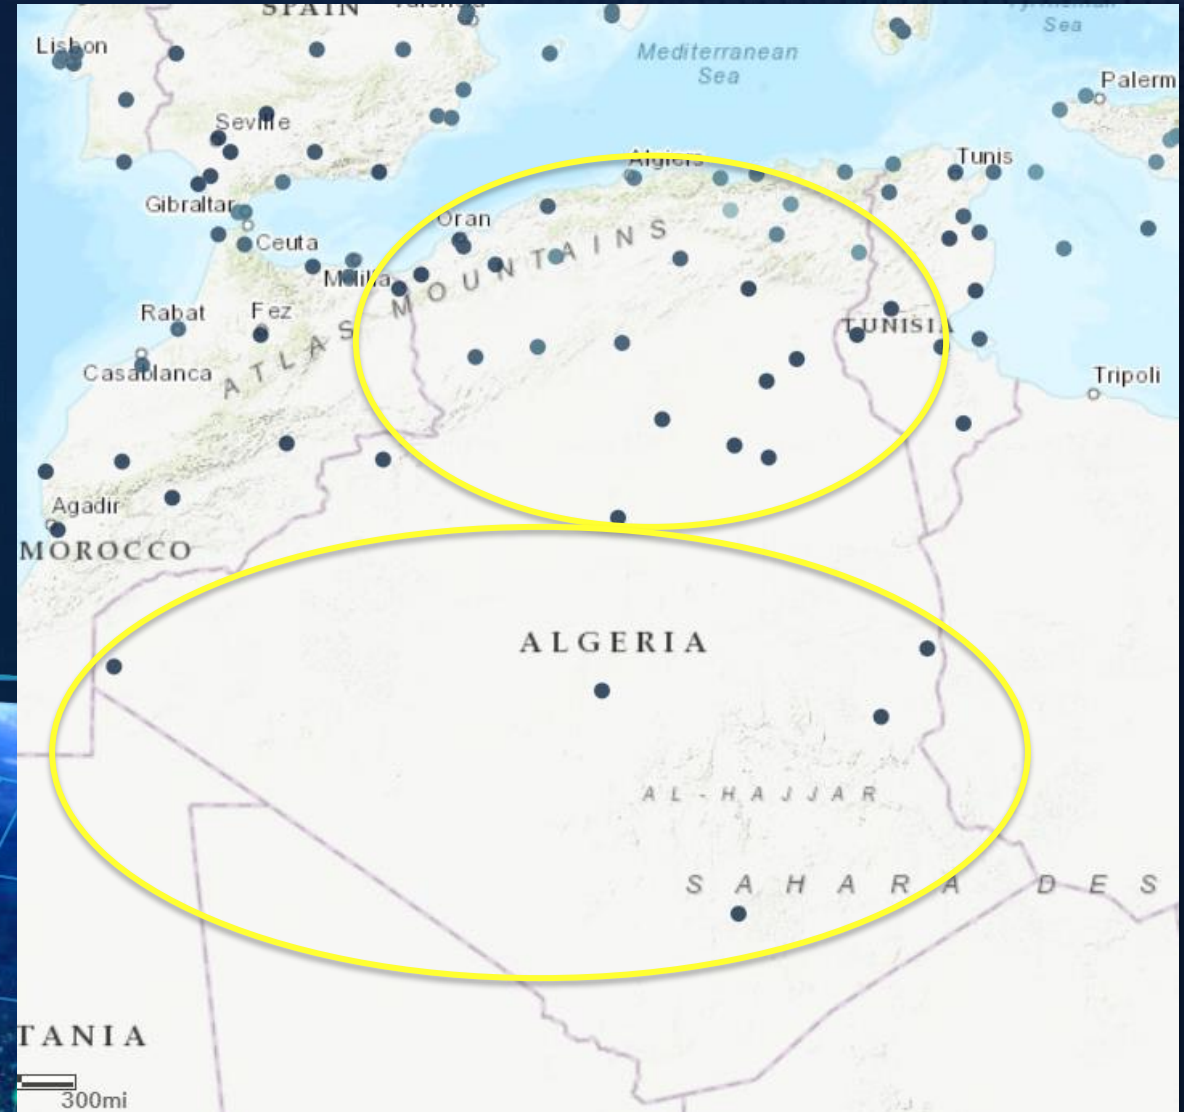 SPAIN
Lisbon
Mediterranean
Sea
Sea
Palerm
Seville
Algiers
Tunis
Gibraltar
Oran
Ceuta
Melilla
Rabat
Fez
ATLAS MOUNTAINS
TUNISIA
Casablanca
Tripoli
Agadir
MOROCCO
ALGERIA
AL-HAJJAR
SAHARA DES
TANIA
300mi